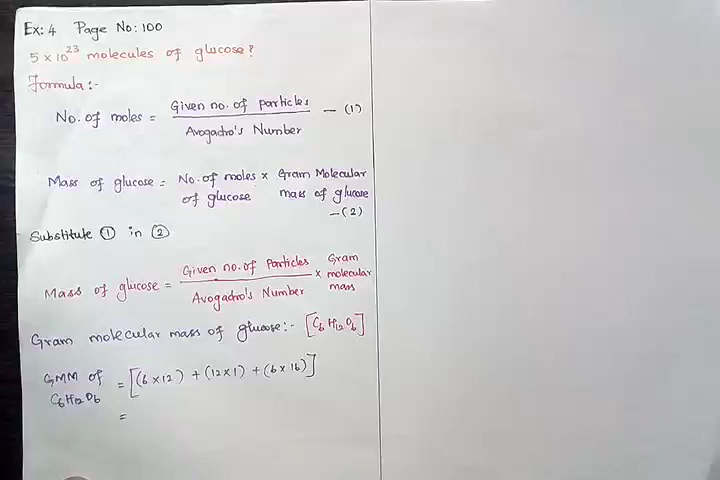 Ex: 4 Page No: 100
5 x 10²³ molecules of glucose?
Formula:-
No. of moles = Given no. of particles / Avogadro's Number — (1)
Mass of glucose = No. of moles of glucose x Gram Molecular mass of glucose — (2)
Substitute ① in ②
Mass of glucose = Given no. of Particles / Avogadro's Number x Gram molecular mass
Gram molecular mass of glucose:- [C₆H₁₂O₆]
GMM of C₆H₁₂O₆ = [(6 x 12) + (12 x 1) + (6 x 16)]
=